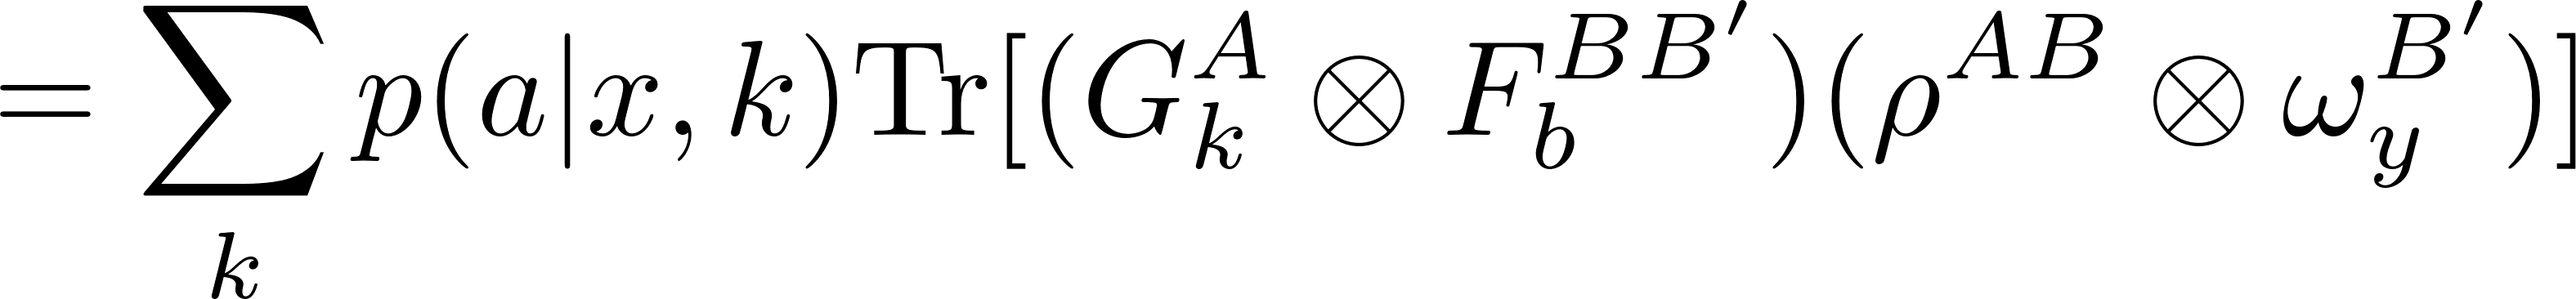 = \sum_k p(a|x, k) \mathrm{Tr}[(G_k^A \otimes F_b^{BB'})(\rho^{AB} \otimes \omega_y^{B'})]